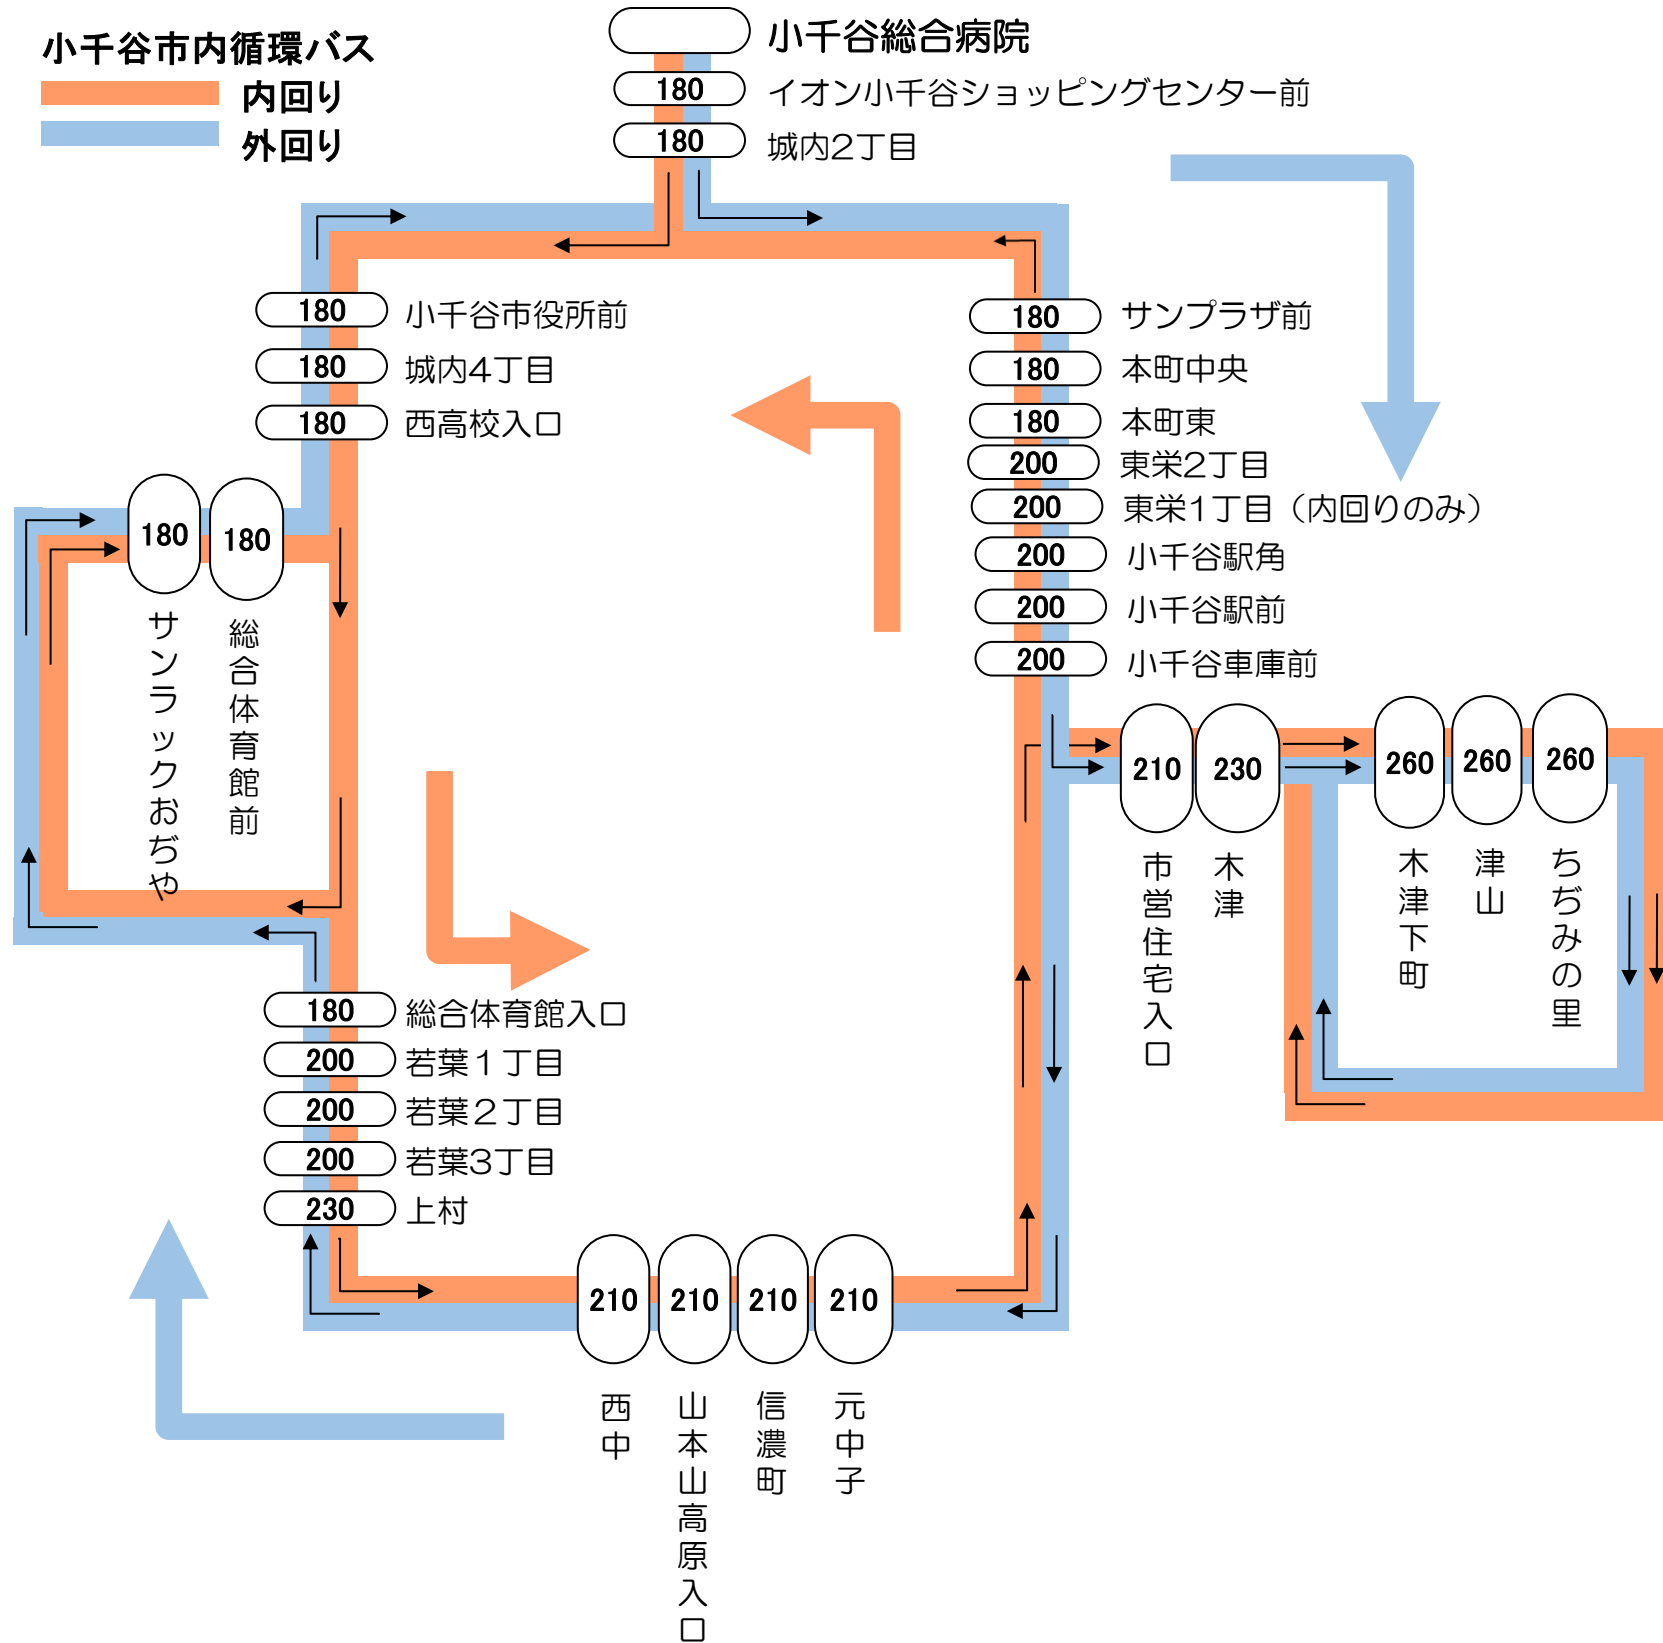 小千谷市内循環バス
内回り
外回り
小千谷総合病院
180 イオン小千谷ショッピングセンター前
180 城内2丁目
180 小千谷市役所前
180 城内4丁目
180 西高校入口
180 サンラックおぢや
180 総合体育館前
180 総合体育館入口
200 若葉1丁目
200 若葉2丁目
200 若葉3丁目
230 上村
210 西中
210 山本山高原入口
210 信濃町
210 元中子
180 サンプラザ前
180 本町中央
180 本町東
200 東栄2丁目
200 東栄1丁目（内回りのみ）
200 小千谷駅角
200 小千谷駅前
200 小千谷車庫前
210 市営住宅入口
230 木津
260 木津下町
260 津山
260 ちぢみの里